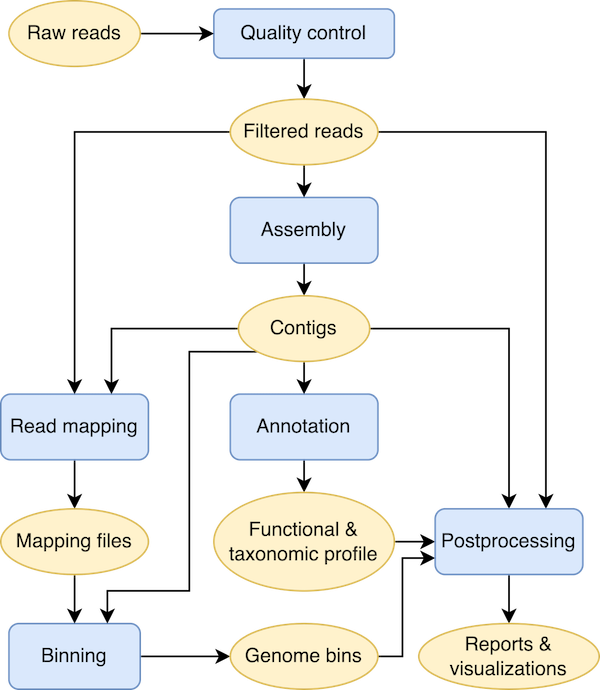 Raw reads
Quality control
Filtered reads
Assembly
Contigs
Read mapping
Annotation
Mapping files
Functional &
taxonomic profile
Postprocessing
Binning
Genome bins
Reports &
visualizations